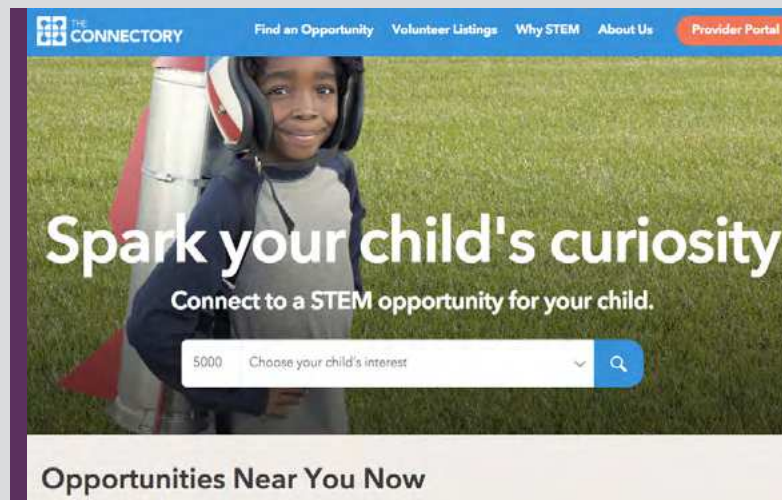 THE
CONNECTORY
Find an Opportunity Volunteer Listings Why STEM About Us Provider Portal
Spark your child's curiosity
Connect to a STEM opportunity for your child.
5000 Choose your child's interest
Opportunities Near You Now